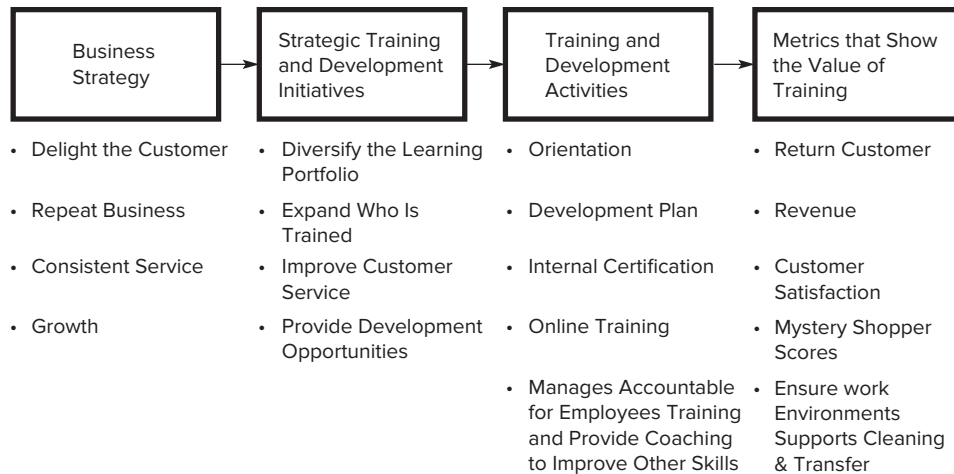 Business
Strategy
Strategic Training
and Development
Initiatives
Training and
Development
Activities
Metrics that Show
the Value of
Training
• Delight the Customer
• Repeat Business
• Consistent Service
• Growth
• Diversify the Learning
Portfolio
• Expand Who Is
Trained
• Improve Customer
Service
• Provide Development
Opportunities
• Orientation
• Development Plan
• Internal Certification
• Online Training
• Manages Accountable
for Employees Training
and Provide Coaching
to Improve Other Skills
• Return Customer
• Revenue
• Customer
Satisfaction
• Mystery Shopper
Scores
• Ensure work
Environments
Supports Cleaning
& Transfer